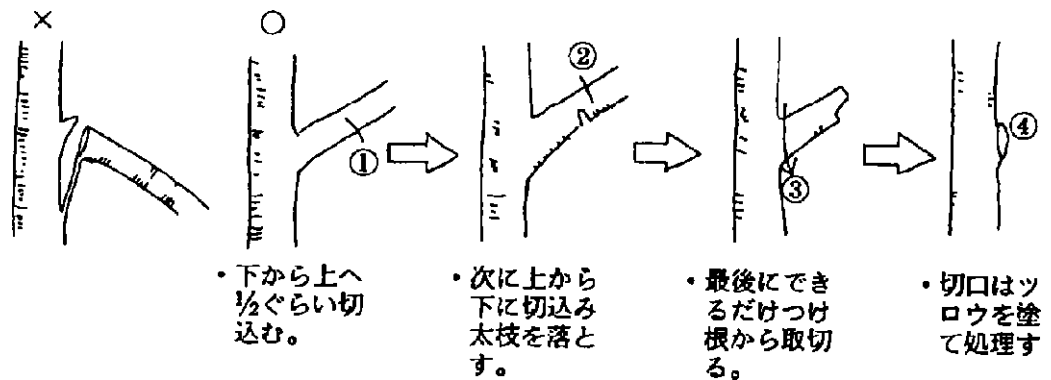 ×
○
①
②
③
④
・下から上へ
½ぐらい切
込む。
・次に上から
下に切込み
太枝を落と
す。
・最後にでき
るだけつけ
根から取切
る。
・切口はツ
ロウを塗
て処理す